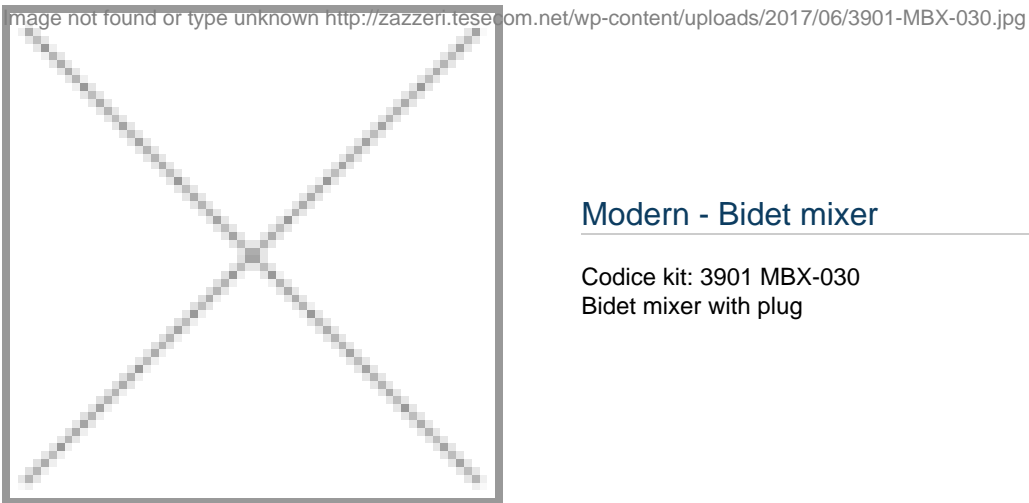 Image not found or type unknown http://zazzeri.tesecom.net/wp-content/uploads/2017/06/3901-MBX-030.jpg
Modern - Bidet mixer
Codice kit: 3901 MBX-030
Bidet mixer with plug